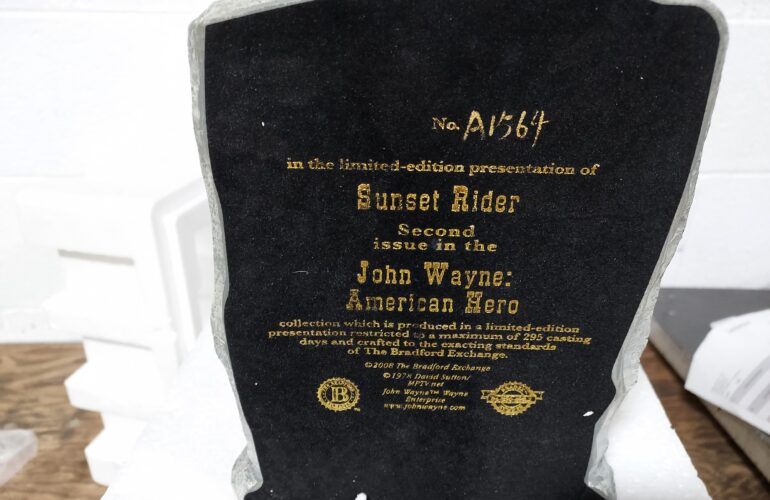 No. A1564
in the limited-edition presentation of
Sunset Rider
Second
issue in the
John Wayne:
American Hero
collection which is produced in a limited-edition
presentation restricted to a maximum of 295 casting
days and crafted to the exacting standards
of The Bradford Exchange.
©2008 The Bradford Exchange
©1978 David Sutton/
MPTV.net
John Wayne™ Wayne
Enterprise
www.johnwayne.com
B